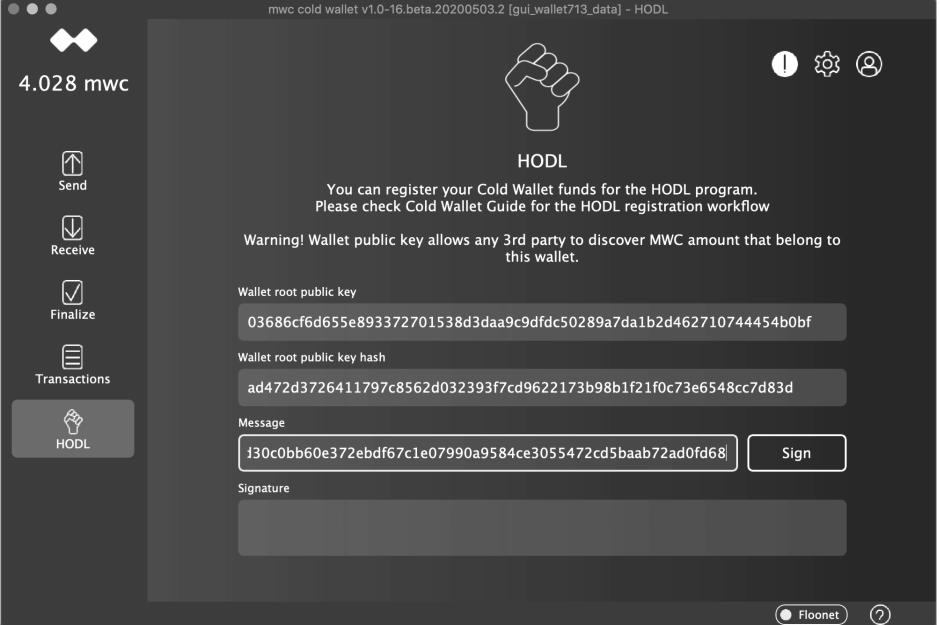 mwc cold wallet v1.0-16.beta.20200503.2 [gui_wallet713_data] - HODL
4.028 mwc
Send
Receive
Finalize
Transactions
HODL
HODL
You can register your Cold Wallet funds for the HODL program.
Please check Cold Wallet Guide for the HODL registration workflow
Warning! Wallet public key allows any 3rd party to discover MWC amount that belong to
this wallet.
Wallet root public key
03686cf6d655e893372701538d3daa9c9dfdc50289a7da1b2d462710744454b0bf
Wallet root public key hash
ad472d3726411797c8562d032393f7cd9622173b98b1f21f0c73e6548cc7d83d
Message
d30c0bb60e372ebdf67c1e07990a9584ce3055472cd5baab72ad0fd68
Sign
Signature
Floonet
?